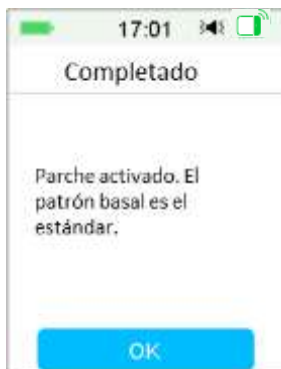 17:01
Completado
Parche activado. El
patrón basal es el
estándar.
OK